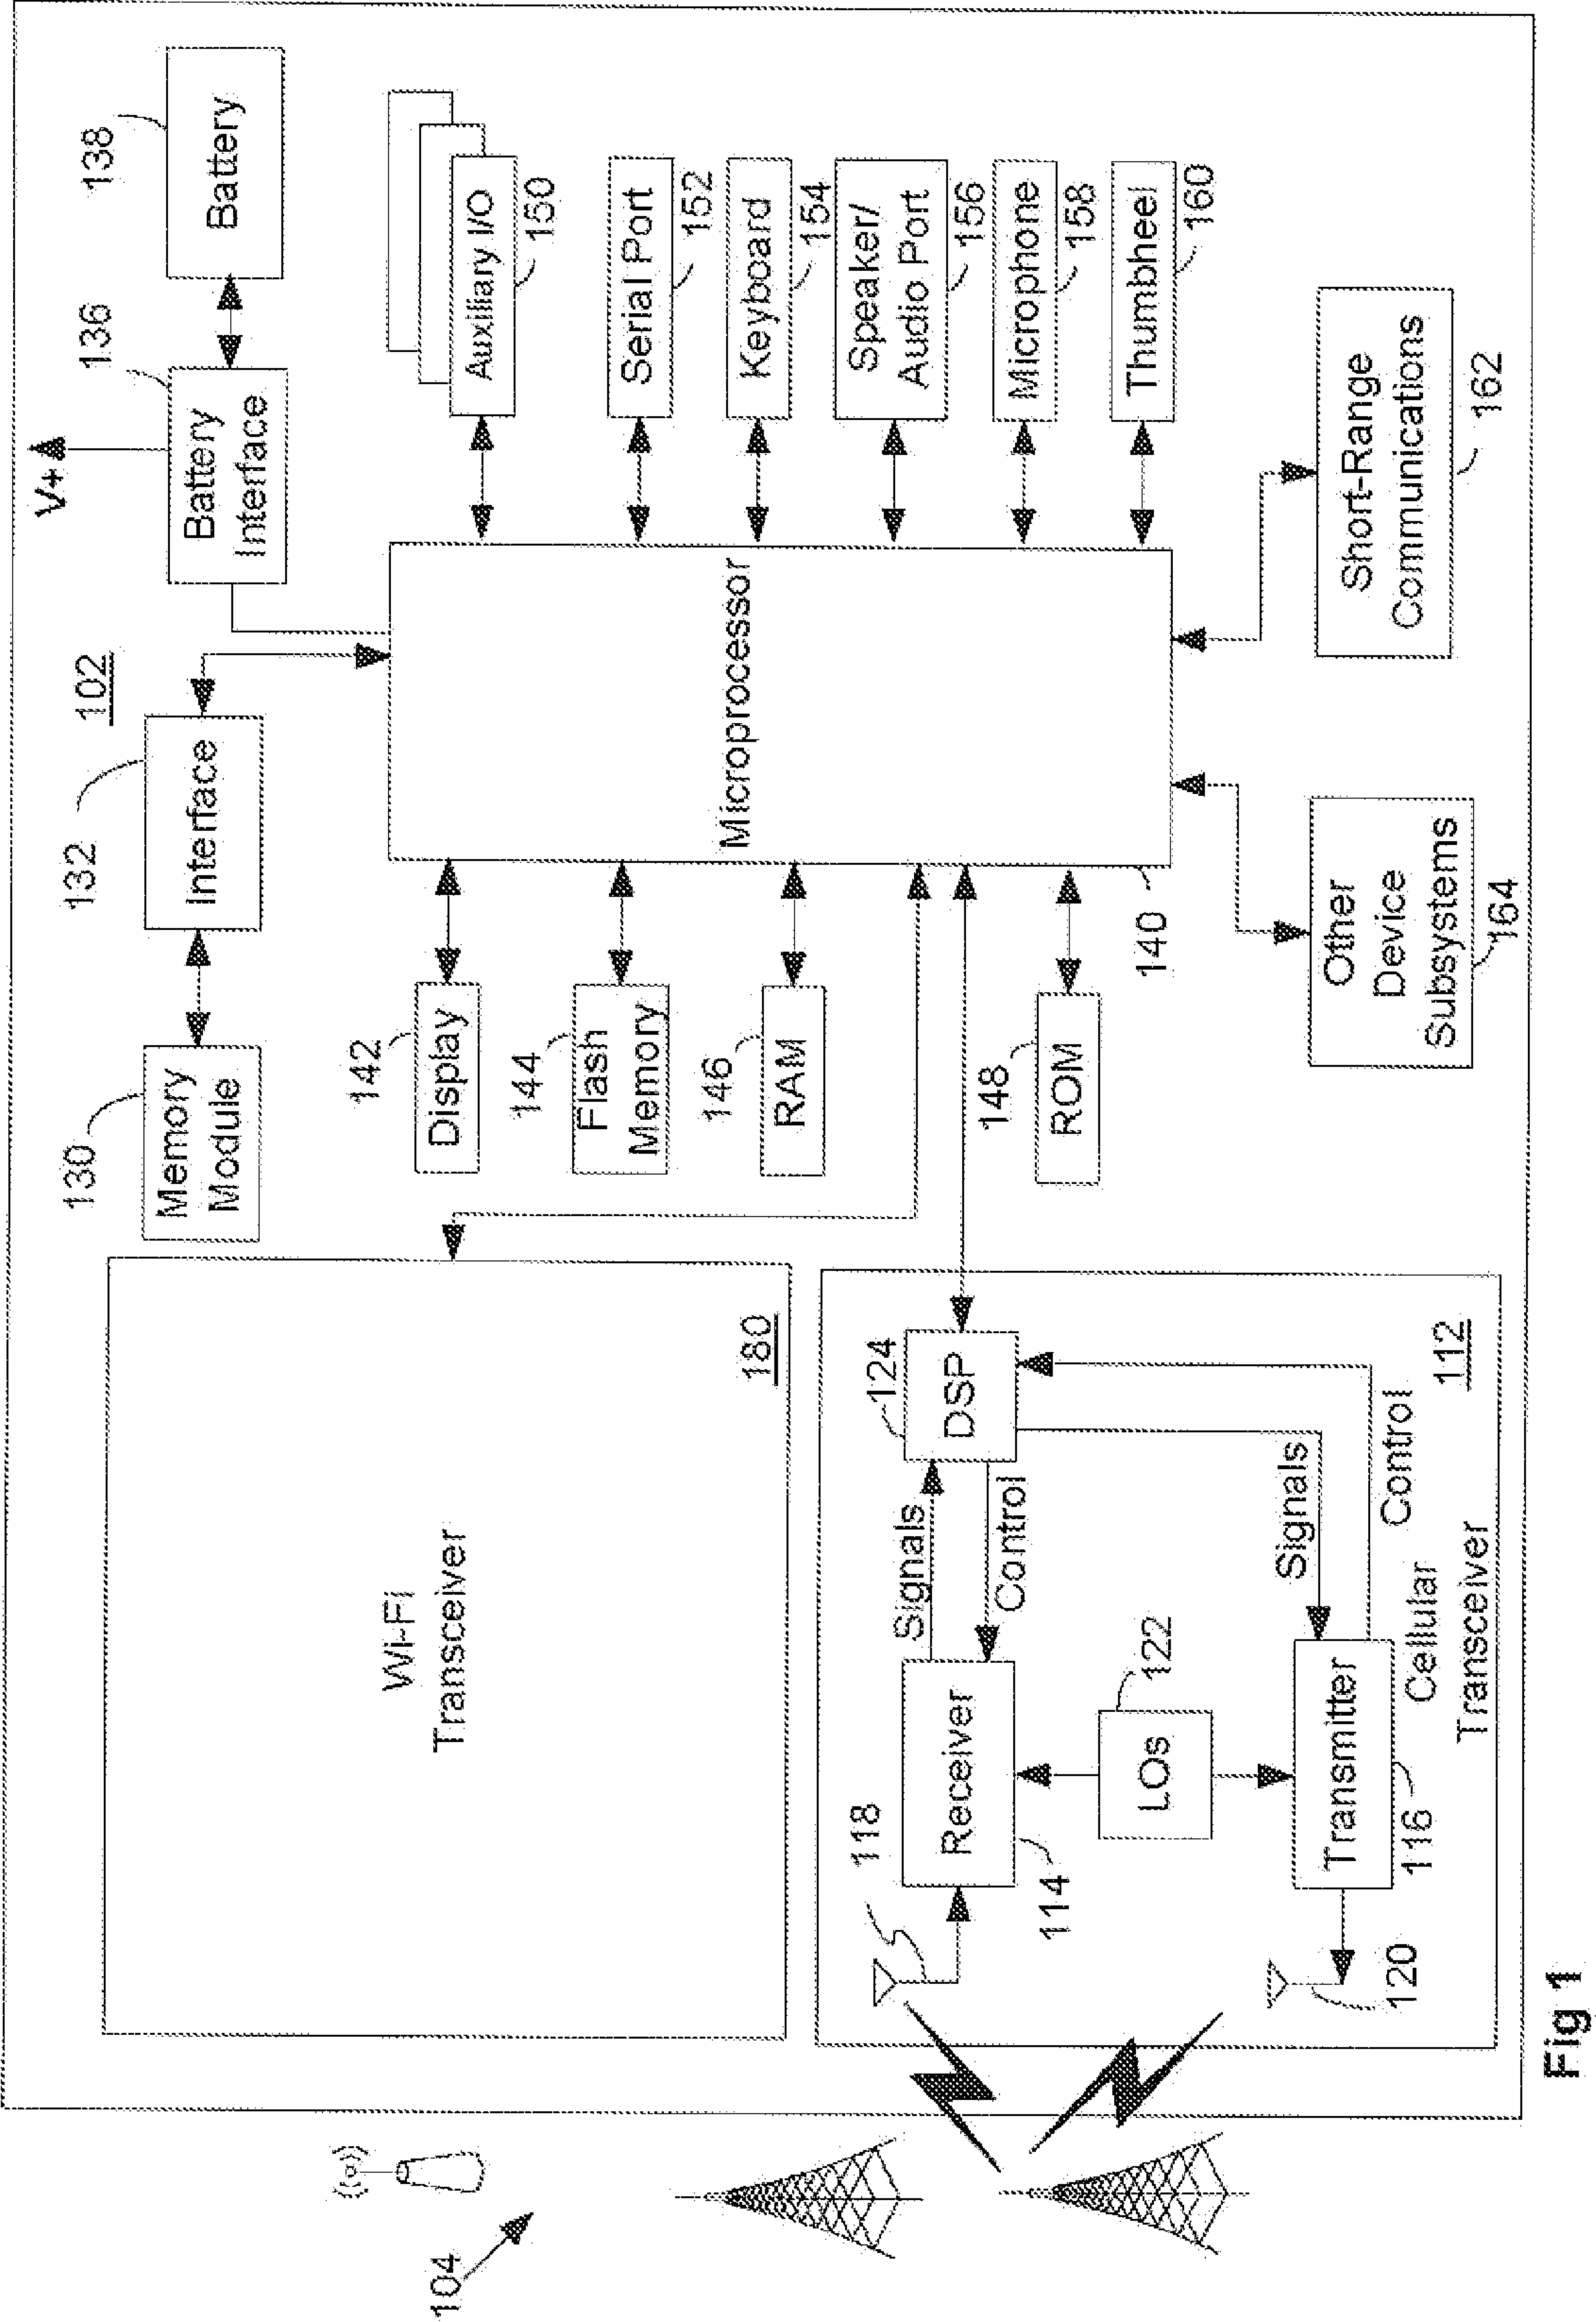 104
102
V+
Wi-Fi
Transceiver
180
130
Memory
Module
132
Interface
136
Battery
Interface
138
Battery
142
Display
144
Flash
Memory
146
RAM
148
ROM
Microprocessor
140
Auxiliary I/O
150
Serial Port
152
Keyboard
154
Speaker/
Audio Port
156
Microphone
158
Thumbheel
160
118
Receiver
114
Signals
Control
124
DSP
LOs
122
Signals
Control
Transmitter
116
120
Cellular
Transceiver
112
Other
Device
Subsystems
164
Short-Range
Communications
162
Fig 1